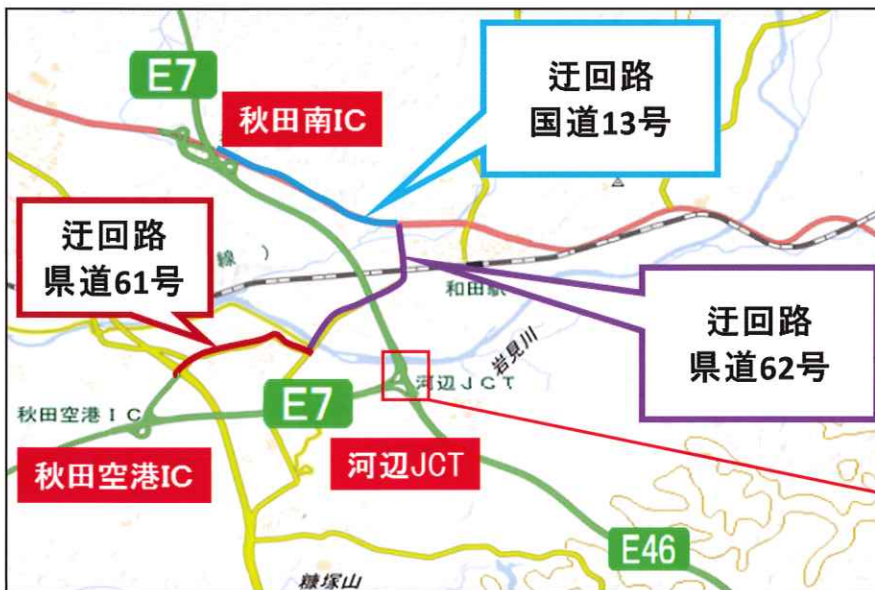 E7
秋田南IC
迂回路
国道13号
迂回路
県道61号
線 )
和田駅
迂回路
県道62号
岩見川
河辺JCT
秋田空港IC
E7
秋田空港IC
河辺JCT
E46
糠塚山